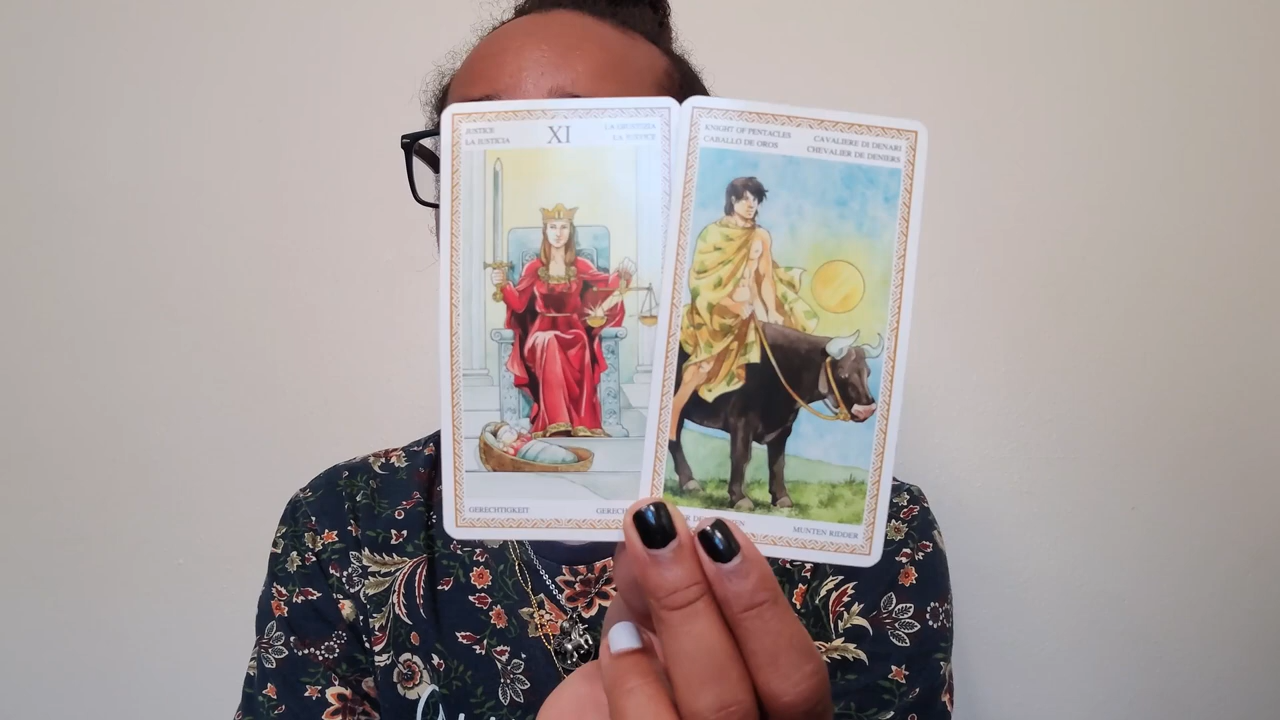 JUSTICE
LA JUSTICIA
XI
LA GIUSTIZIA
LA JUSTICE
GERECHTIGKEIT
KNIGHT OF PENTACLES
CABALLO DE OROS
CAVALIERE DI DENARI
CHEVALIER DE DENIERS
MUNTEN RIDDER